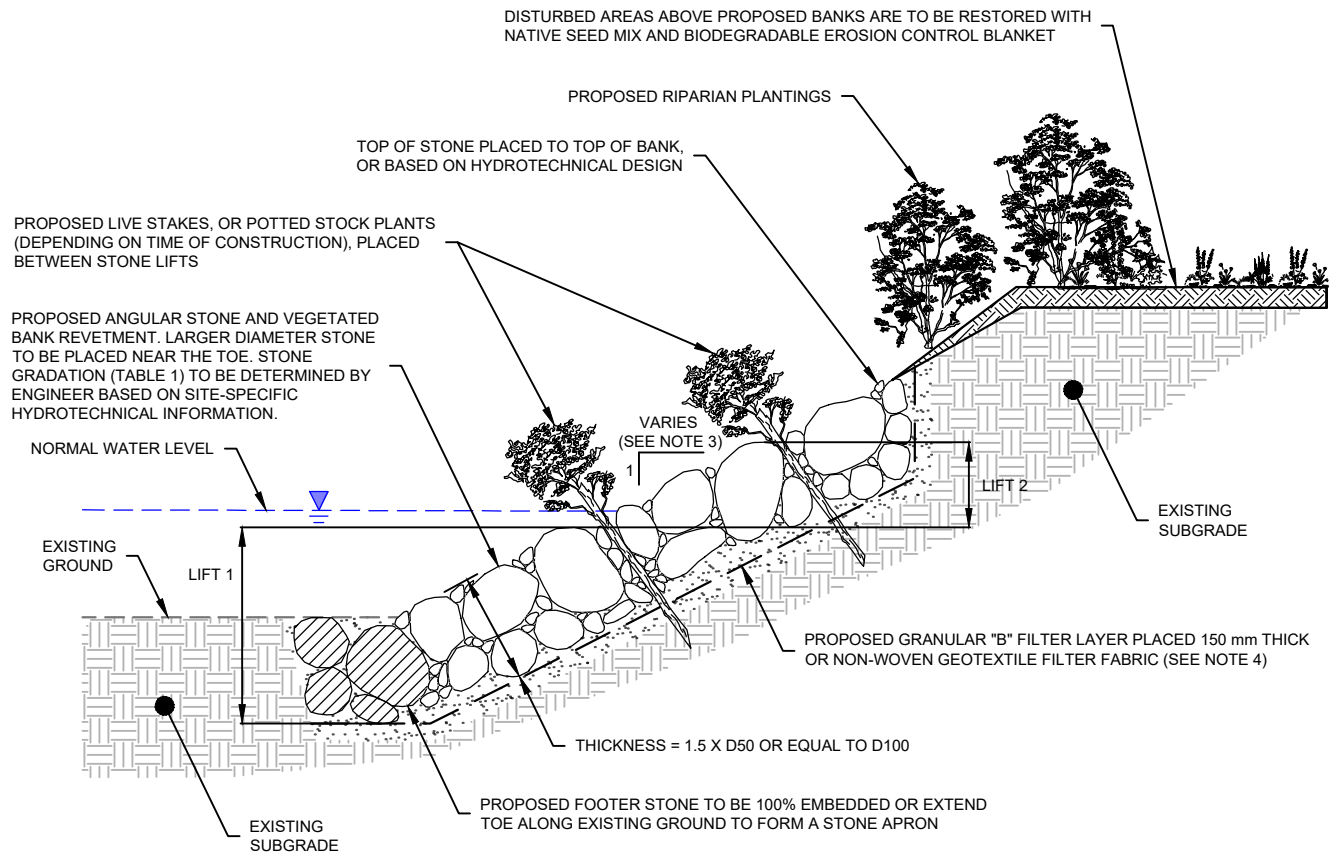 DISTURBED AREAS ABOVE PROPOSED BANKS ARE TO BE RESTORED WITH
NATIVE SEED MIX AND BIODEGRADABLE EROSION CONTROL BLANKET
PROPOSED RIPARIAN PLANTINGS
TOP OF STONE PLACED TO TOP OF BANK,
OR BASED ON HYDROTECHNICAL DESIGN
PROPOSED LIVE STAKES, OR POTTED STOCK PLANTS
(DEPENDING ON TIME OF CONSTRUCTION), PLACED
BETWEEN STONE LIFTS
PROPOSED ANGULAR STONE AND VEGETATED
BANK REVETMENT. LARGER DIAMETER STONE
TO BE PLACED NEAR THE TOE. STONE
GRADATION (TABLE 1) TO BE DETERMINED BY
ENGINEER BASED ON SITE-SPECIFIC
HYDROTECHNICAL INFORMATION.
VARIES
(SEE NOTE 3)
1
NORMAL WATER LEVEL
LIFT 2
EXISTING
SUBGRADE
EXISTING
GROUND
LIFT 1
PROPOSED GRANULAR "B" FILTER LAYER PLACED 150 mm THICK
OR NON-WOVEN GEOTEXTILE FILTER FABRIC (SEE NOTE 4)
THICKNESS = 1.5 X D50 OR EQUAL TO D100
PROPOSED FOOTER STONE TO BE 100% EMBEDDED OR EXTEND
TOE ALONG EXISTING GROUND TO FORM A STONE APRON
EXISTING
SUBGRADE